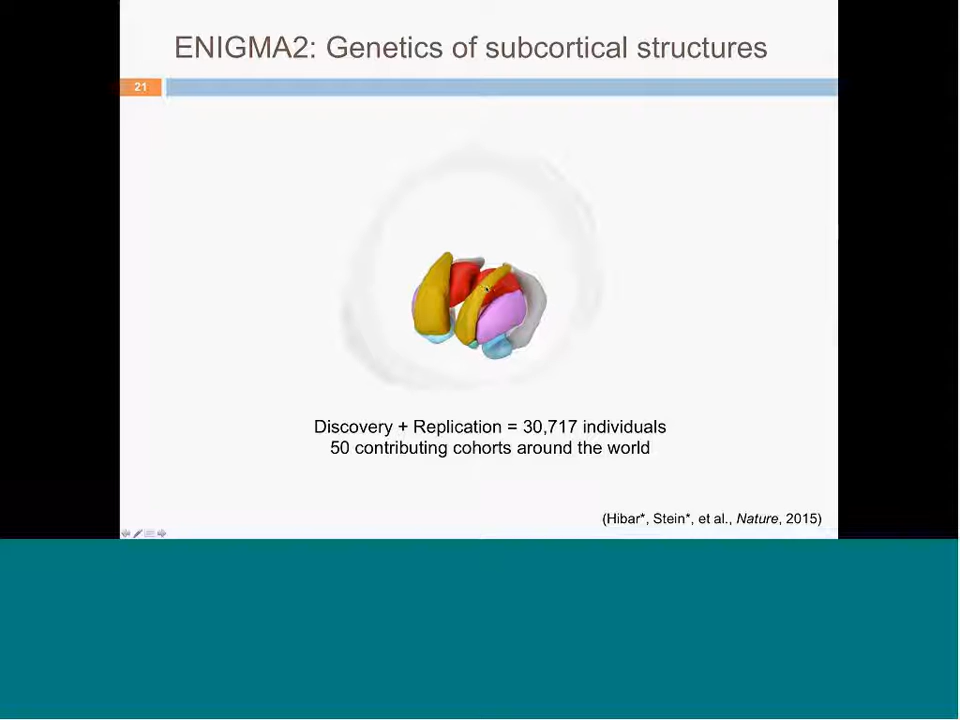 ENIGMA2: Genetics of subcortical structures
21
Discovery + Replication = 30,717 individuals
50 contributing cohorts around the world
(Hibar*, Stein*, et al., Nature, 2015)